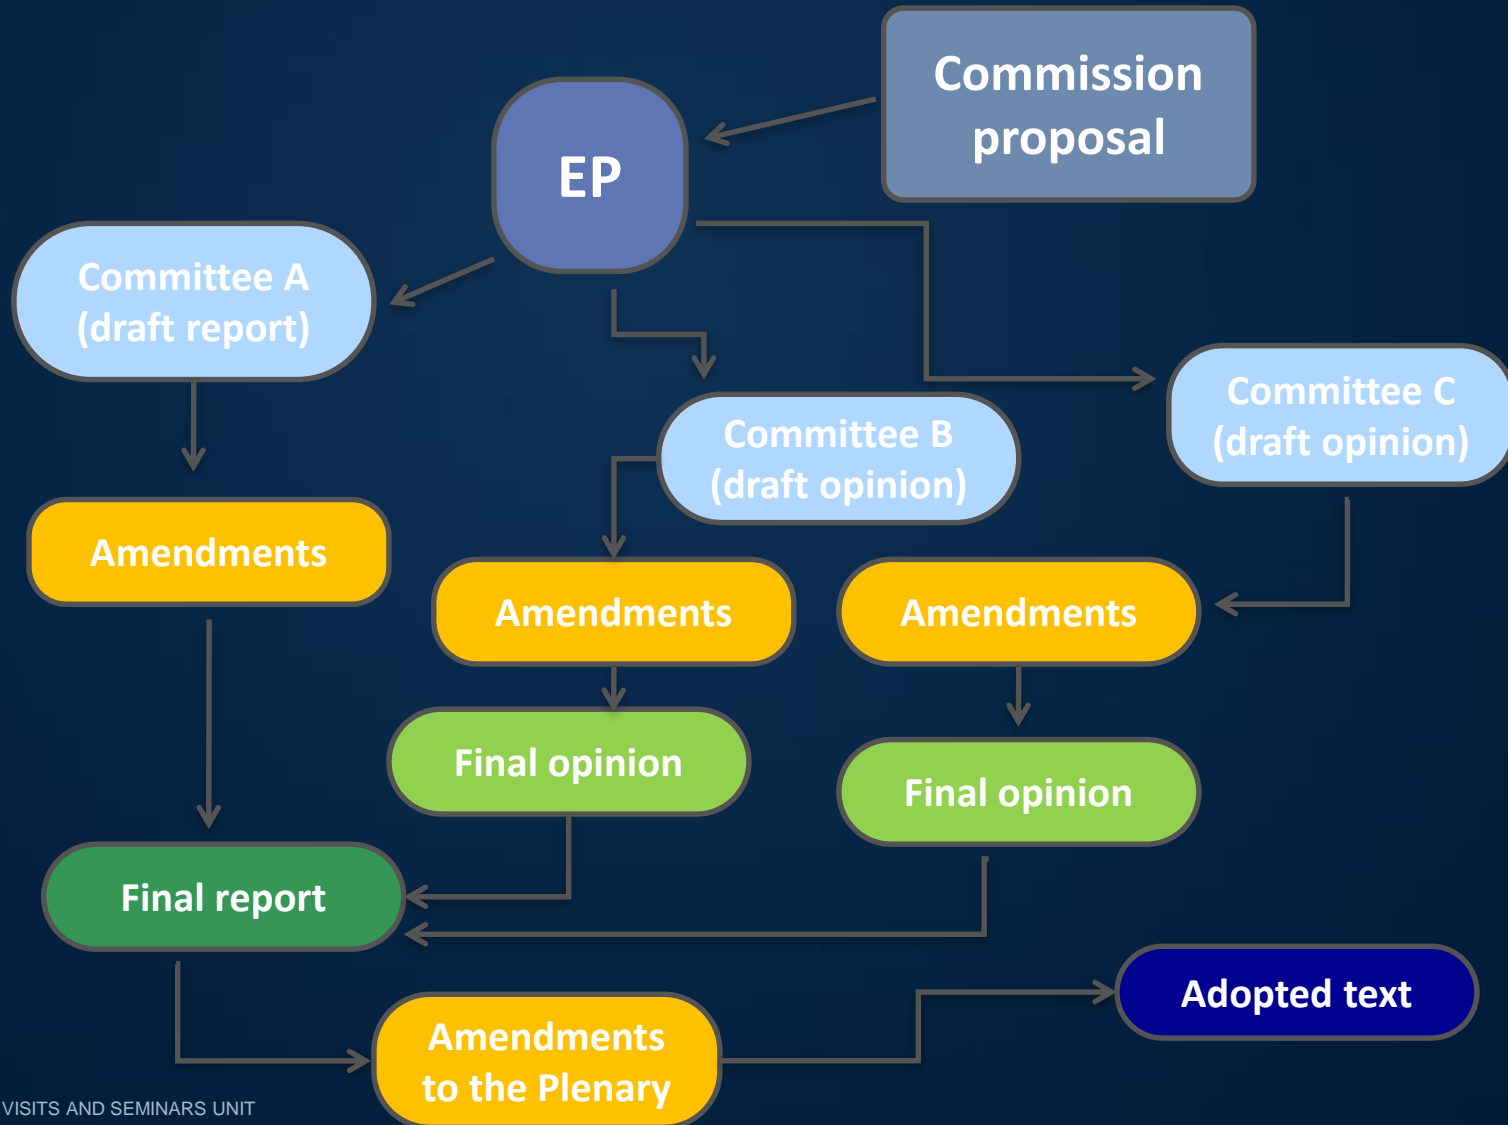 Commission
proposal
EP
Committee A
(draft report)
Committee B
(draft opinion)
Committee C
(draft opinion)
Amendments
Amendments
Amendments
Final opinion
Final opinion
Final report
Adopted text
Amendments
to the Plenary
VISITS AND SEMINARS UNIT